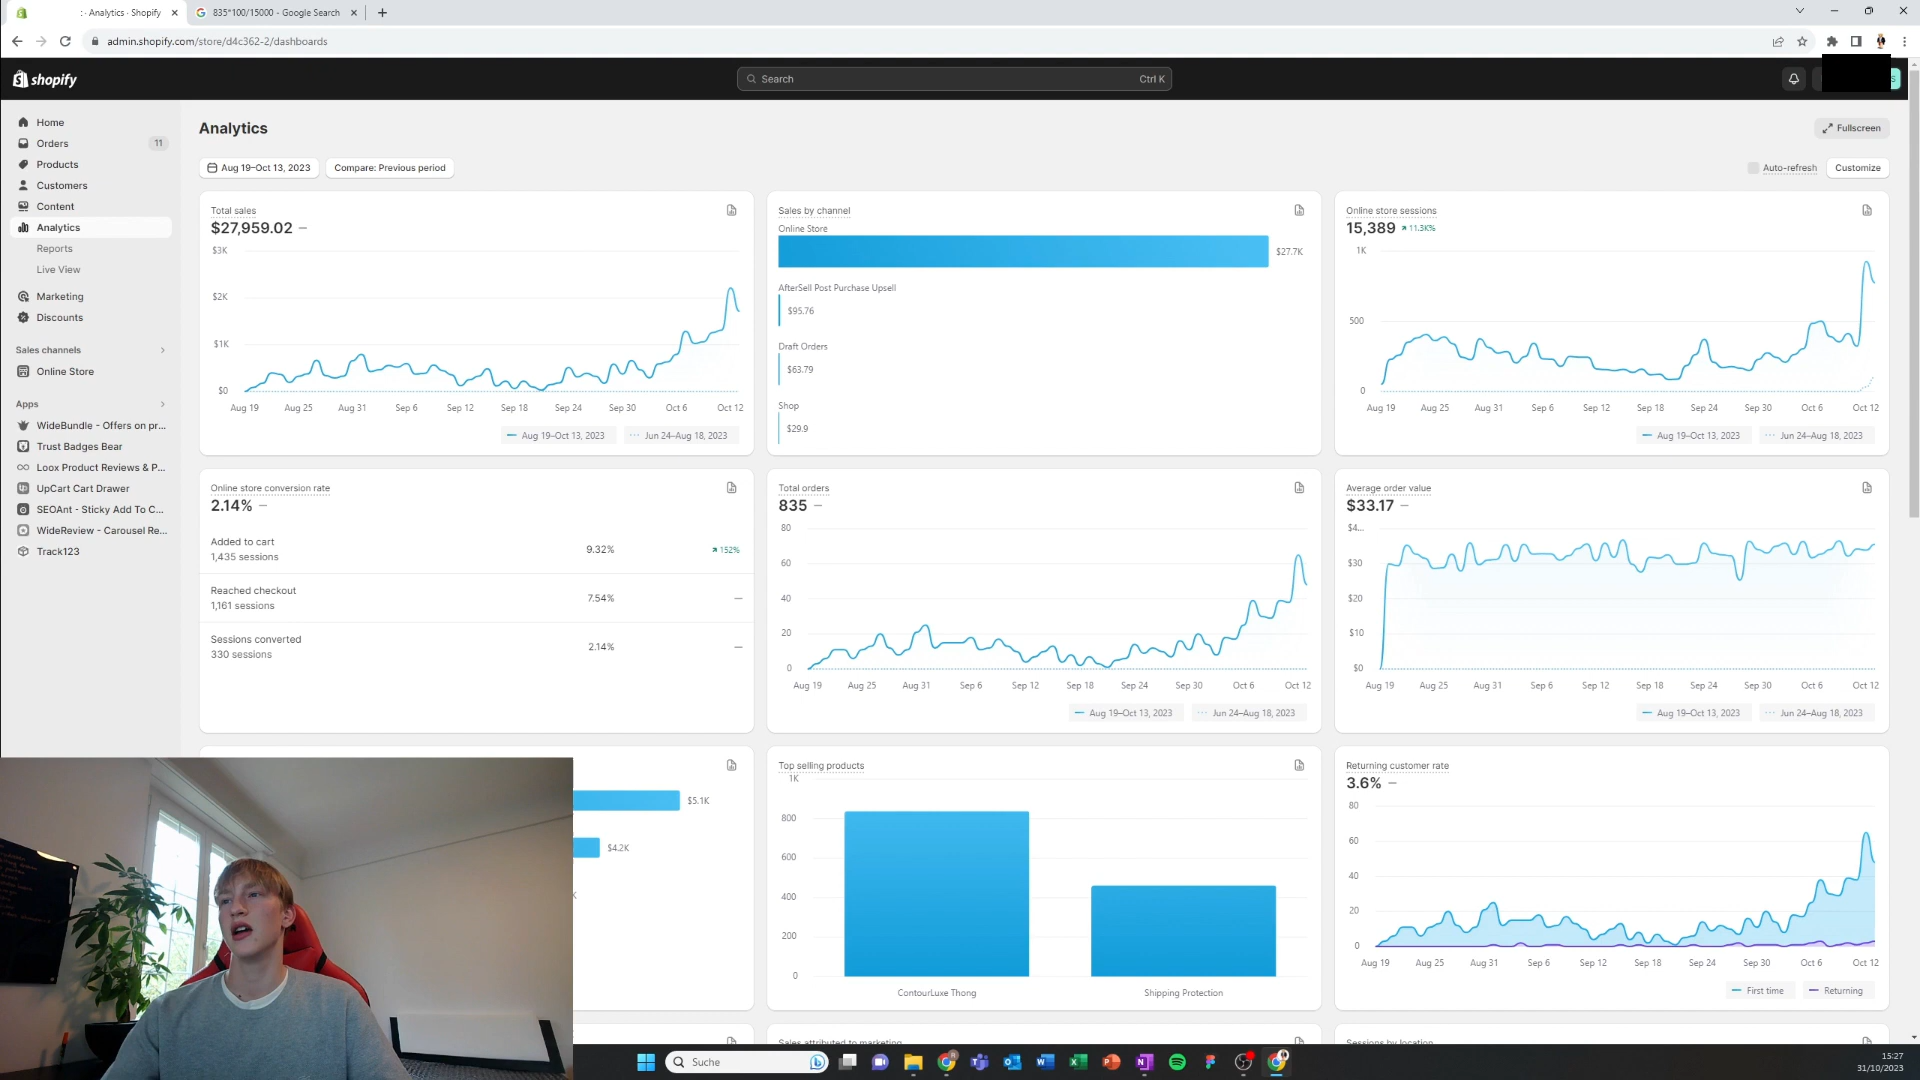 : · Analytics · Shopify
835*100/15000 - Google Search
admin.shopify.com/store/d4c362-2/dashboards
shopify
Search
Ctrl K
S
Home
Orders
11
Products
Customers
Content
Analytics
Reports
Live View
Marketing
Discounts
Sales channels
Online Store
Apps
WideBundle - Offers on pr...
Trust Badges Bear
Loox Product Reviews & P...
UpCart Cart Drawer
SEOAnt - Sticky Add To C...
WideReview - Carousel Re...
Track123
Analytics
Fullscreen
Aug 19–Oct 13, 2023
Compare: Previous period
Auto-refresh
Customize
Total sales
$27,959.02 –
$3K
$2K
$1K
$0
Aug 19 Aug 25 Aug 31 Sep 6 Sep 12 Sep 18 Sep 24 Sep 30 Oct 6 Oct 12
Aug 19–Oct 13, 2023
Jun 24–Aug 18, 2023
Sales by channel
Online Store
$27.7K
AfterSell Post Purchase Upsell
$95.76
Draft Orders
$63.79
Shop
$29.9
Online store sessions
15,389 11.3K%
1K
500
0
Aug 19 Aug 25 Aug 31 Sep 6 Sep 12 Sep 18 Sep 24 Sep 30 Oct 6 Oct 12
Aug 19–Oct 13, 2023
Jun 24–Aug 18, 2023
Online store conversion rate
2.14% –
Added to cart
1,435 sessions
9.32%
152%
Reached checkout
1,161 sessions
7.54%
–
Sessions converted
330 sessions
2.14%
–
Total orders
835 –
80
60
40
20
0
Aug 19 Aug 25 Aug 31 Sep 6 Sep 12 Sep 18 Sep 24 Sep 30 Oct 6 Oct 12
Aug 19–Oct 13, 2023
Jun 24–Aug 18, 2023
Average order value
$33.17 –
$4...
$30
$20
$10
$0
Aug 19 Aug 25 Aug 31 Sep 6 Sep 12 Sep 18 Sep 24 Sep 30 Oct 6 Oct 12
Aug 19–Oct 13, 2023
Jun 24–Aug 18, 2023
$5.1K
$4.2K
K
Top selling products
1K
800
600
400
200
0
ContourLuxe Thong
Shipping Protection
Returning customer rate
3.6% –
80
60
40
20
0
Aug 19 Aug 25 Aug 31 Sep 6 Sep 12 Sep 18 Sep 24 Sep 30 Oct 6 Oct 12
First time
Returning
Sales attributed to marketing
Sessions by location
Suche
15:27
31/10/2023